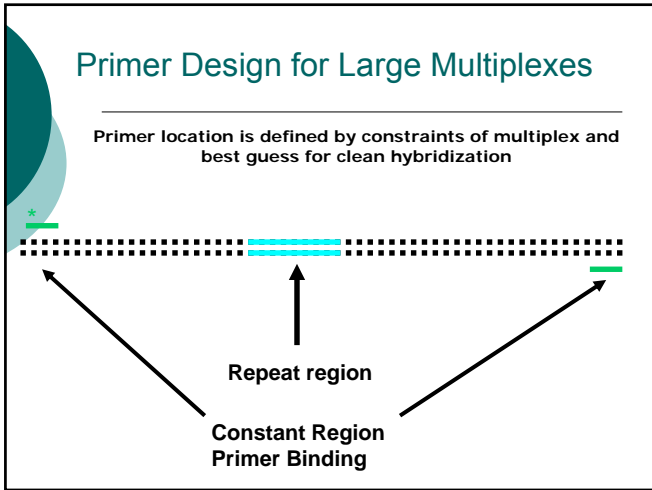 Primer Design for Large Multiplexes
Primer location is defined by constraints of multiplex and
best guess for clean hybridization
*
Repeat region
Constant Region
Primer Binding